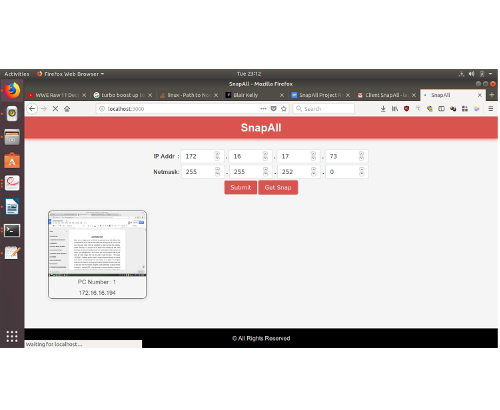 Activities Firefox Web Browser Tue 23:12
SnapAll - Mozilla Firefox
WWE Raw 11 Dec turbo boost up t linux - Path to no Blair Kelly SnapAll Project R Client SnapAll - la SnapAll
localhost:3000 Search
SnapAll
IP Addr : 172 . 16 . 17 . 73
Netmask: 255 . 255 . 252 . 0
Submit Get Snap
PC Number : 1
172.16.16.194
© All Rights Reserved
Waiting for localhost...